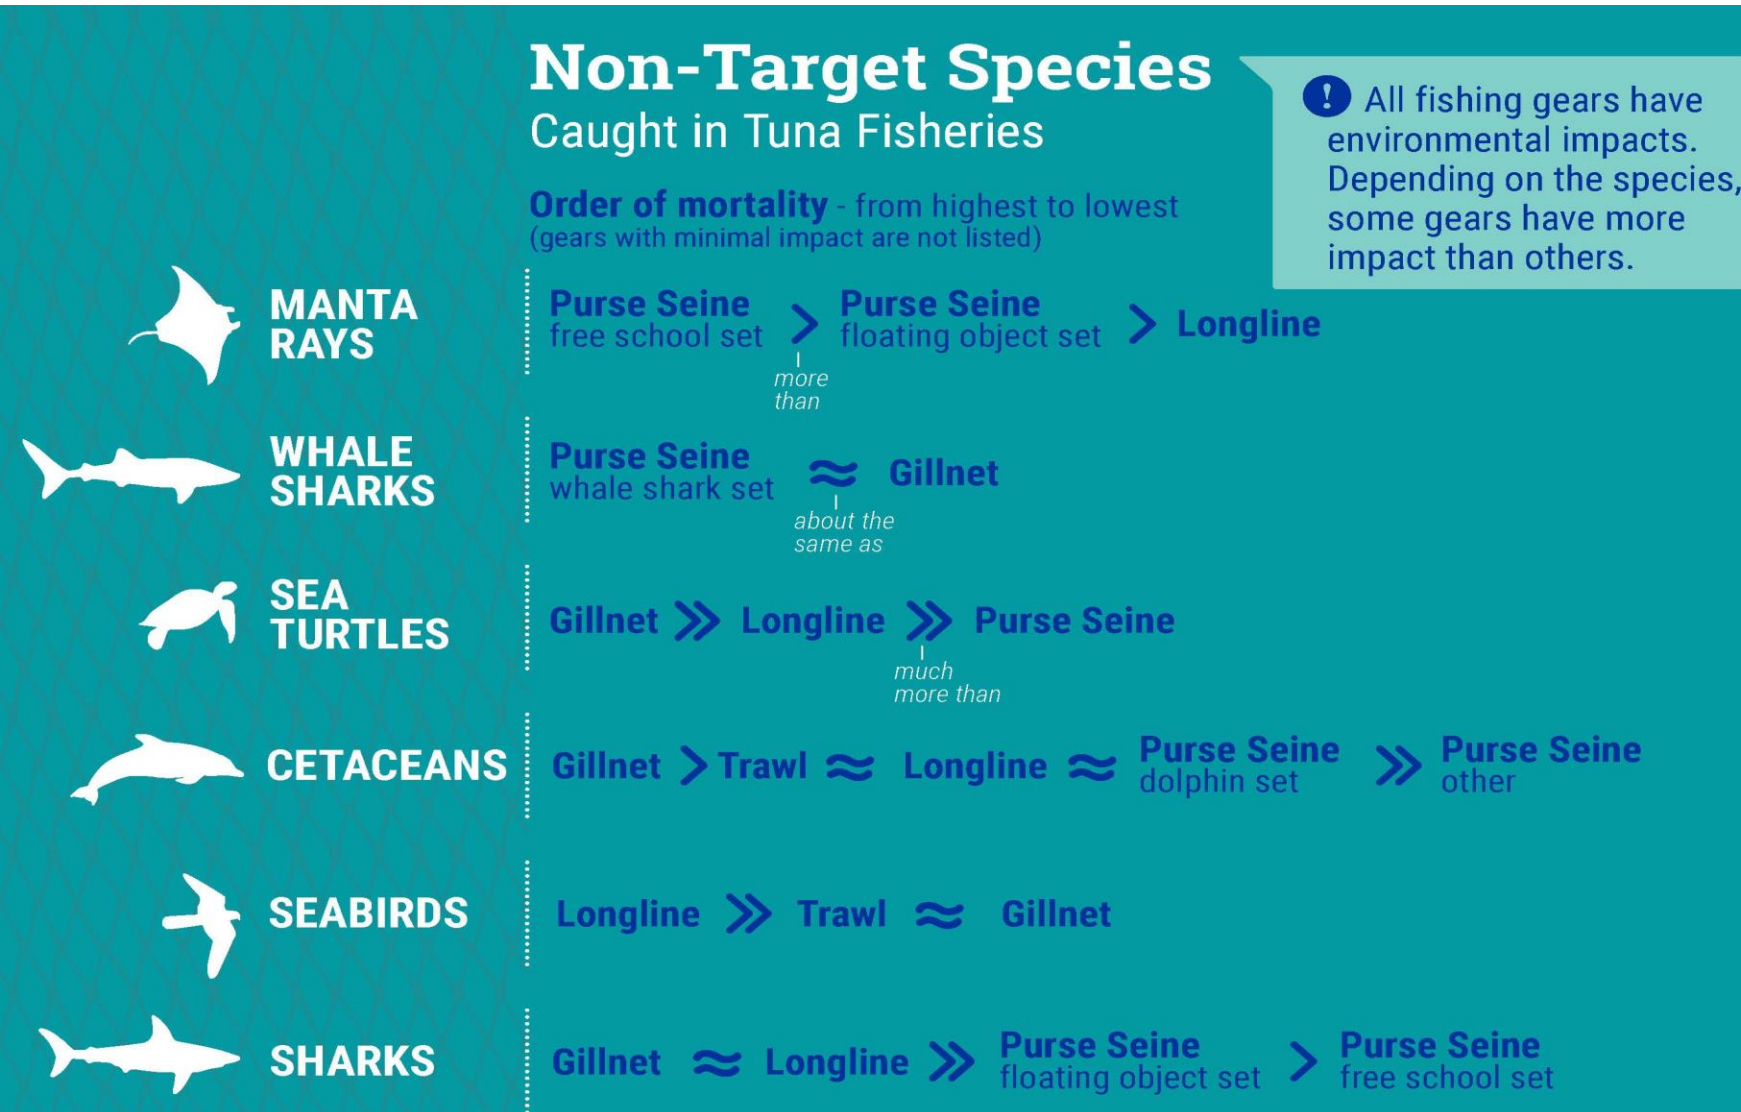 Non-Target Species
Caught in Tuna Fisheries
! All fishing gears have
environmental impacts.
Depending on the species,
some gears have more
impact than others.
Order of mortality - from highest to lowest
(gears with minimal impact are not listed)
MANTA
RAYS
Purse Seine
free school set
>
more
than
Purse Seine
floating object set
> Longline
WHALE
SHARKS
Purse Seine
whale shark set
≈
about the
same as
Gillnet
SEA
TURTLES
Gillnet >> Longline >> Purse Seine
much
more than
CETACEANS
Gillnet > Trawl ≈ Longline ≈
Purse Seine
dolphin set
>>
Purse Seine
other
SEABIRDS
Longline >> Trawl ≈ Gillnet
SHARKS
Gillnet ≈ Longline >>
Purse Seine
floating object set
>
Purse Seine
free school set